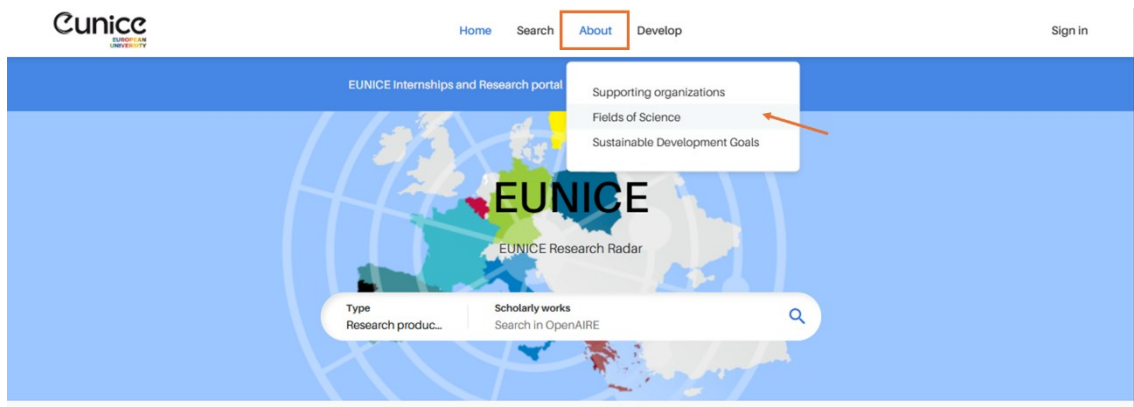 eunice
EUROPEAN
UNIVERSITY
Home Search About Develop
Sign in
EUNICE Internships and Research portal
Supporting organizations
Fields of Science
Sustainable Development Goals
EUNICE
EUNICE Research Radar
Type
Research produc...
Scholarly works
Search in OpenAIRE